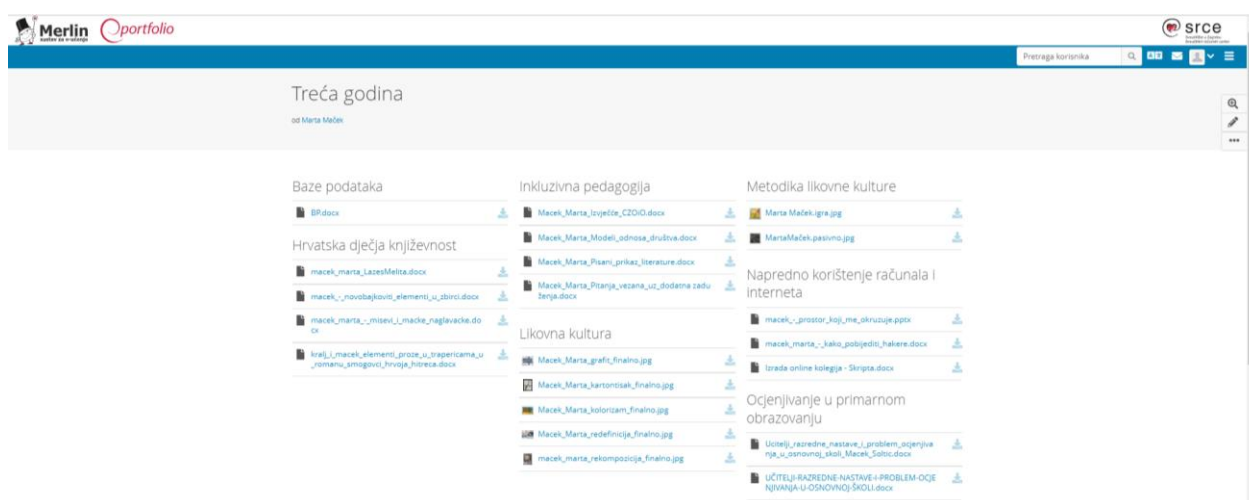 Merlin
sustav za e-učenje
portfolio
srce
Pretraga korisnika
Treća godina
od Marta Maček
Baze podataka
BP.docx
Hrvatska dječja književnost
macek_marta_LazesMelita.docx
macek_-_novobajkoviti_elementi_u_zbirci.docx
macek_marta_-_misevi_i_macke_naglavacke.do
cx
kralj_i_macek_elementi_proze_u_trapericama_u
_romanu_smogovci_hrvoja_hitreca.docx
Inkluzivna pedagogija
Macek_Marta_Izvješće_CZOiO.docx
Macek_Marta_Modeli_odnosa_društva.docx
Macek_Marta_Pisani_prikaz_literature.docx
Macek_Marta_Pitanja_vezana_uz_dodatna zadu
ženja.docx
Likovna kultura
Macek_Marta_grafit_finalno.jpg
Macek_Marta_kartontisak_finalno.jpg
Macek_Marta_kolorizam_finalno.jpg
Macek_Marta_redefinicija_finalno.jpg
macek_marta_rekompozicija_finalno.jpg
Metodika likovne kulture
Marta Maček.igra.jpg
MartaMaček.pasivno.jpg
Napredno korištenje računala i
interneta
macek_-_prostor_koji_me_okruzuje.pptx
macek_marta_-_kako_pobijediti_hakere.docx
Izrada online kolegija - Skripta.docx
Ocjenjivanje u primarnom
obrazovanju
Ucitelji_razredne_nastave_i_problem_ocjenjiva
nja_u_osnovnoj_skoli_Macek_Soltic.docx
UČITELJI-RAZREDNE-NASTAVE-I-PROBLEM-OCJE
NJIVANJA-U-OSNOVNOJ-ŠKOLI.docx